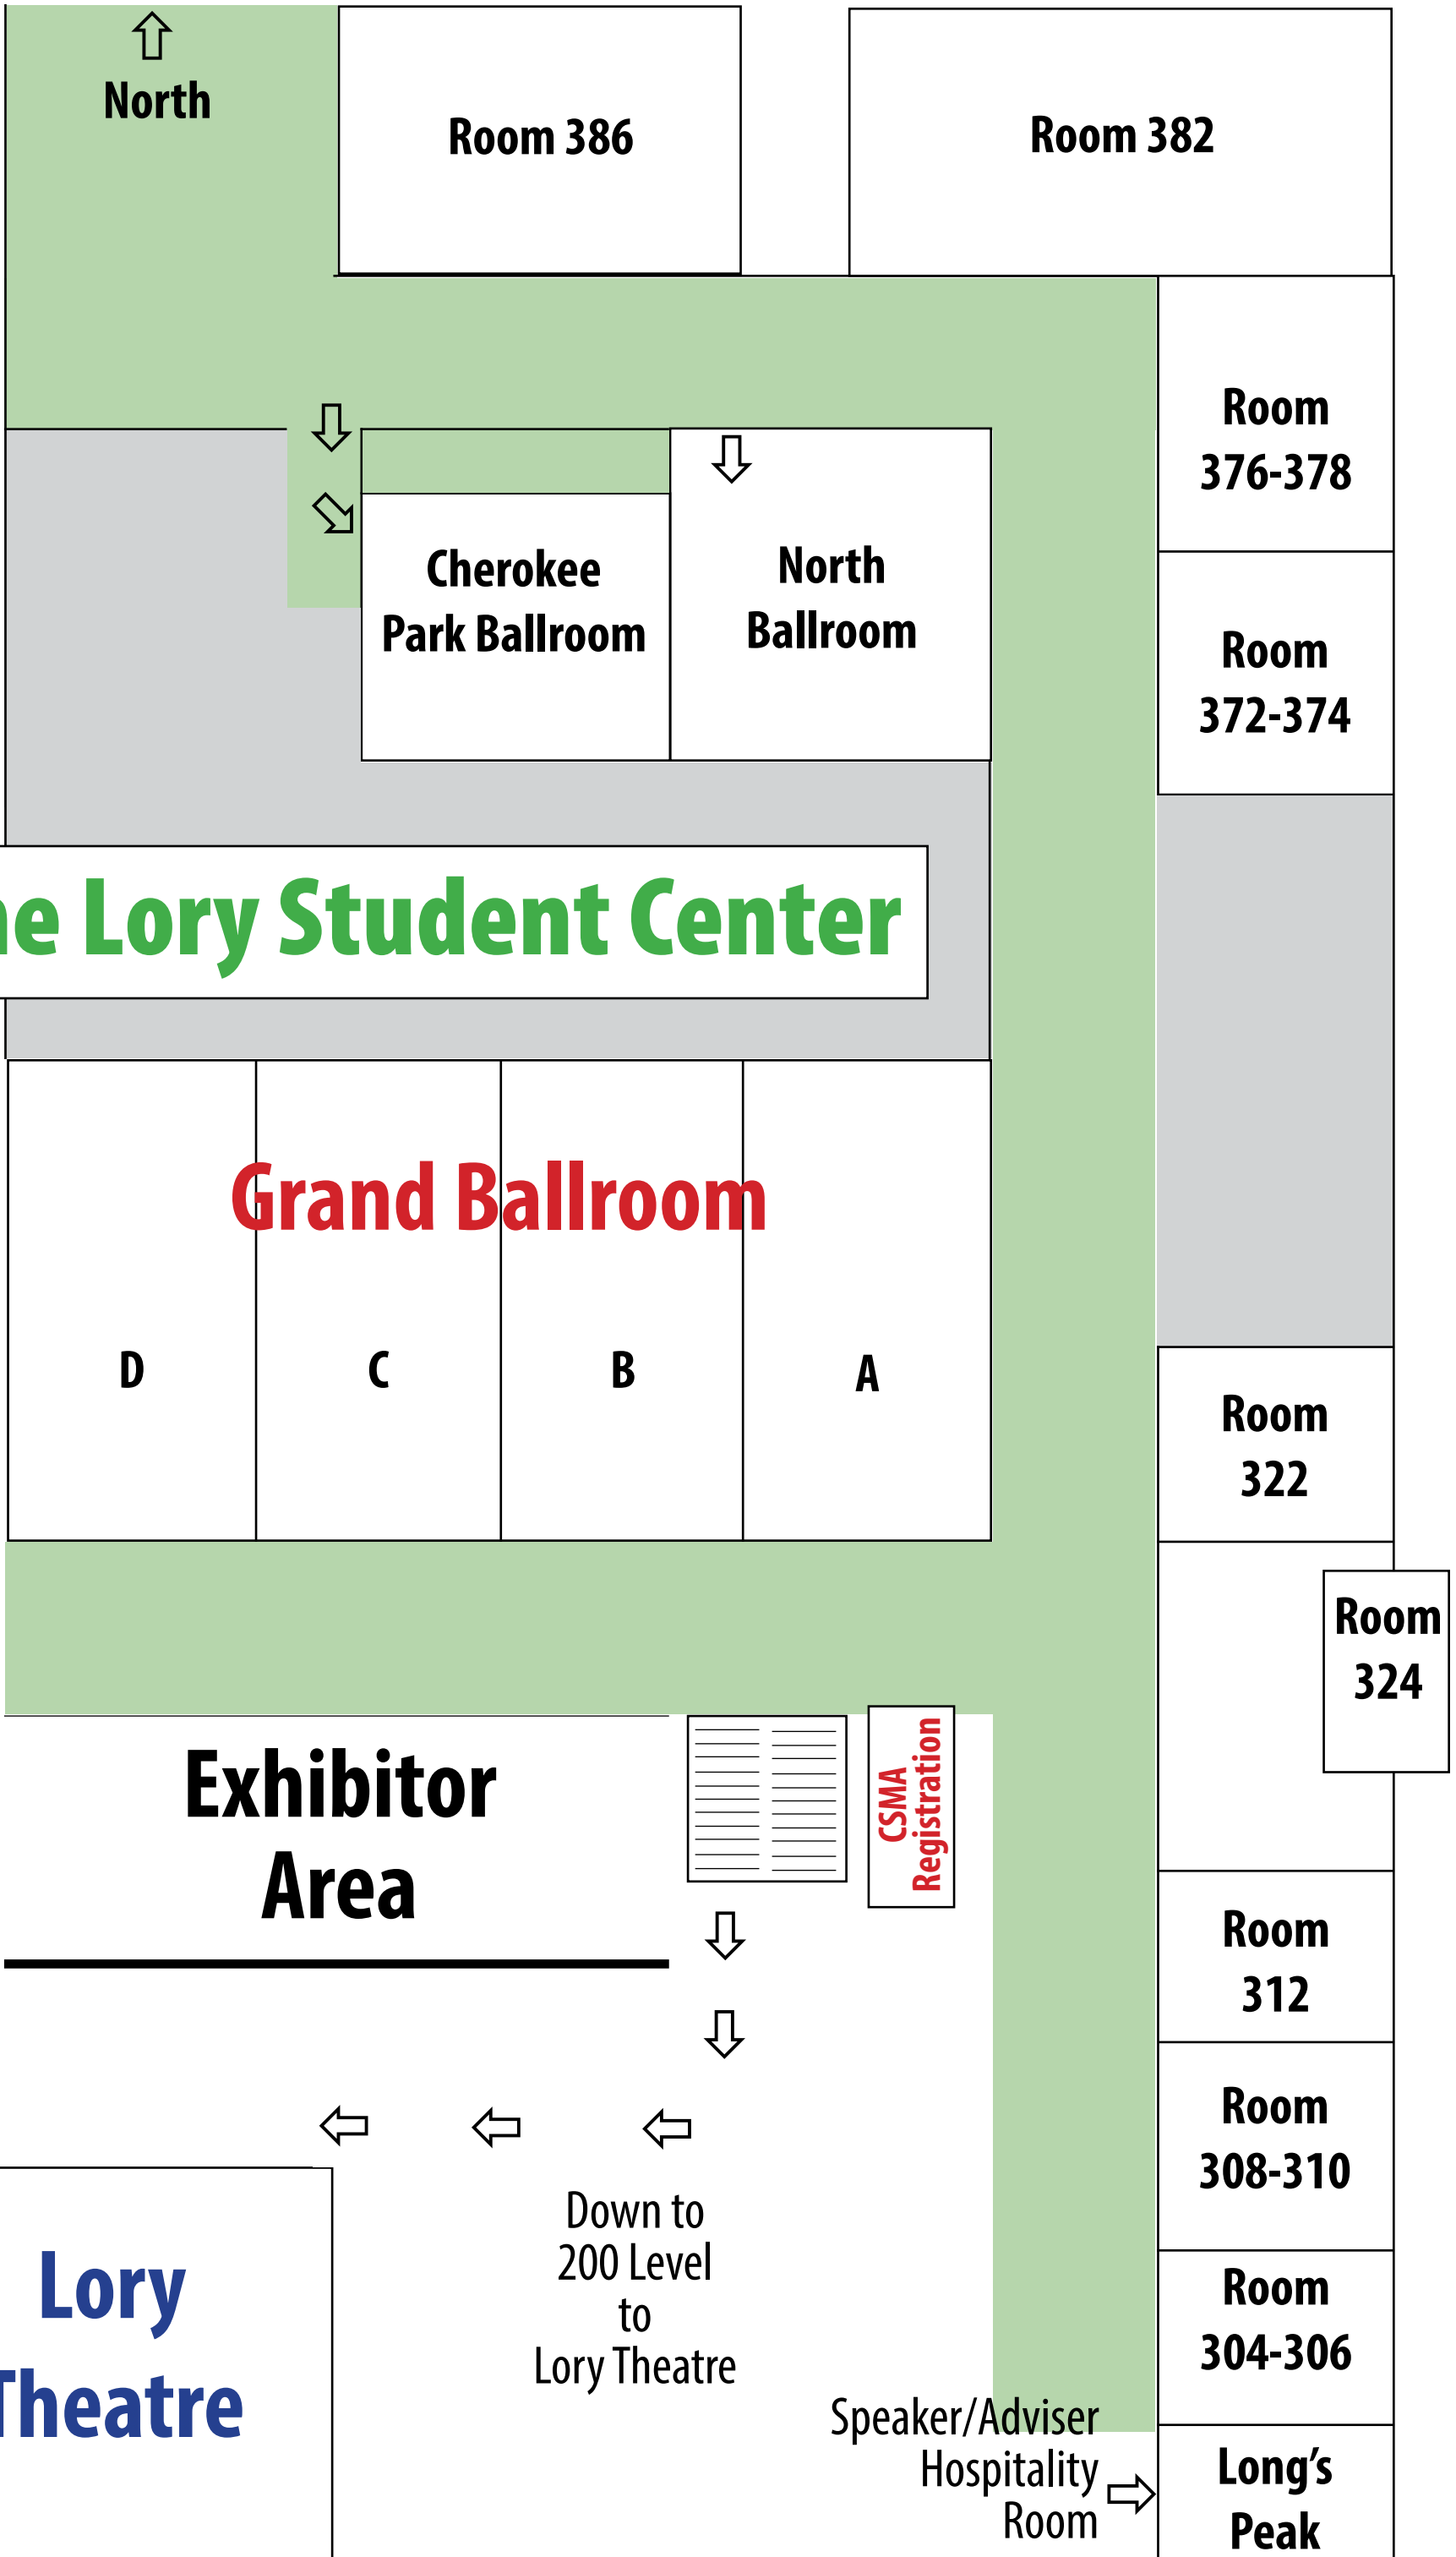 North
Room 386
Room 382
Room
376-378
Cherokee
Park Ballroom
North
Ballroom
Room
372-374
he Lory Student Center
Grand Ballroom
D
C
B
A
Room
322
Room
324
Exhibitor
Area
CSMA
Registration
Room
312
Room
308-310
Down to
200 Level
to
Lory Theatre
Lory
Theatre
Room
304-306
Speaker/Adviser
Hospitality
Room
Long’s
Peak